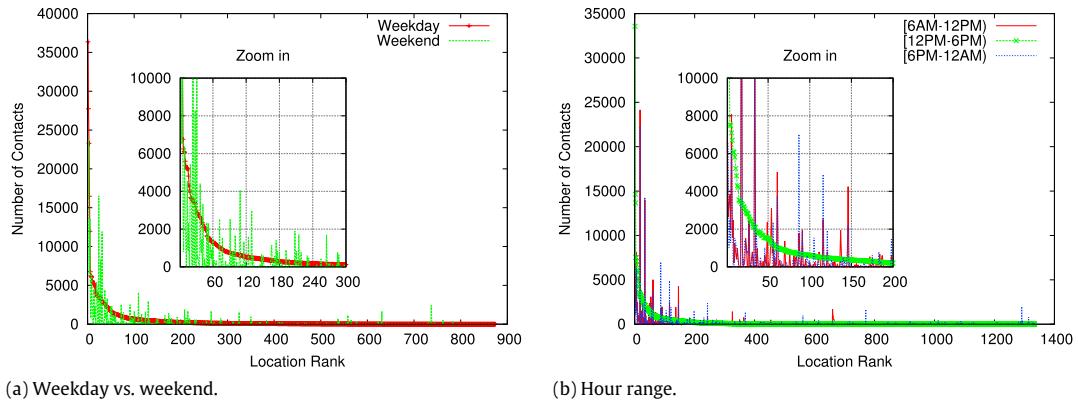 40000
35000
30000
25000
20000
15000
10000
5000
0
Number of Contacts
0 100 200 300 400 500 600 700 800 900
Location Rank
Weekday
Weekend
Zoom in
10000
8000
6000
4000
2000
0
60 120 180 240 300
(a) Weekday vs. weekend.
35000
30000
25000
20000
15000
10000
5000
0
Number of Contacts
0 200 400 600 800 1000 1200 1400
Location Rank
[6AM-12PM)
[12PM-6PM)
[6PM-12AM)
Zoom in
10000
8000
6000
4000
2000
0
50 100 150 200
(b) Hour range.